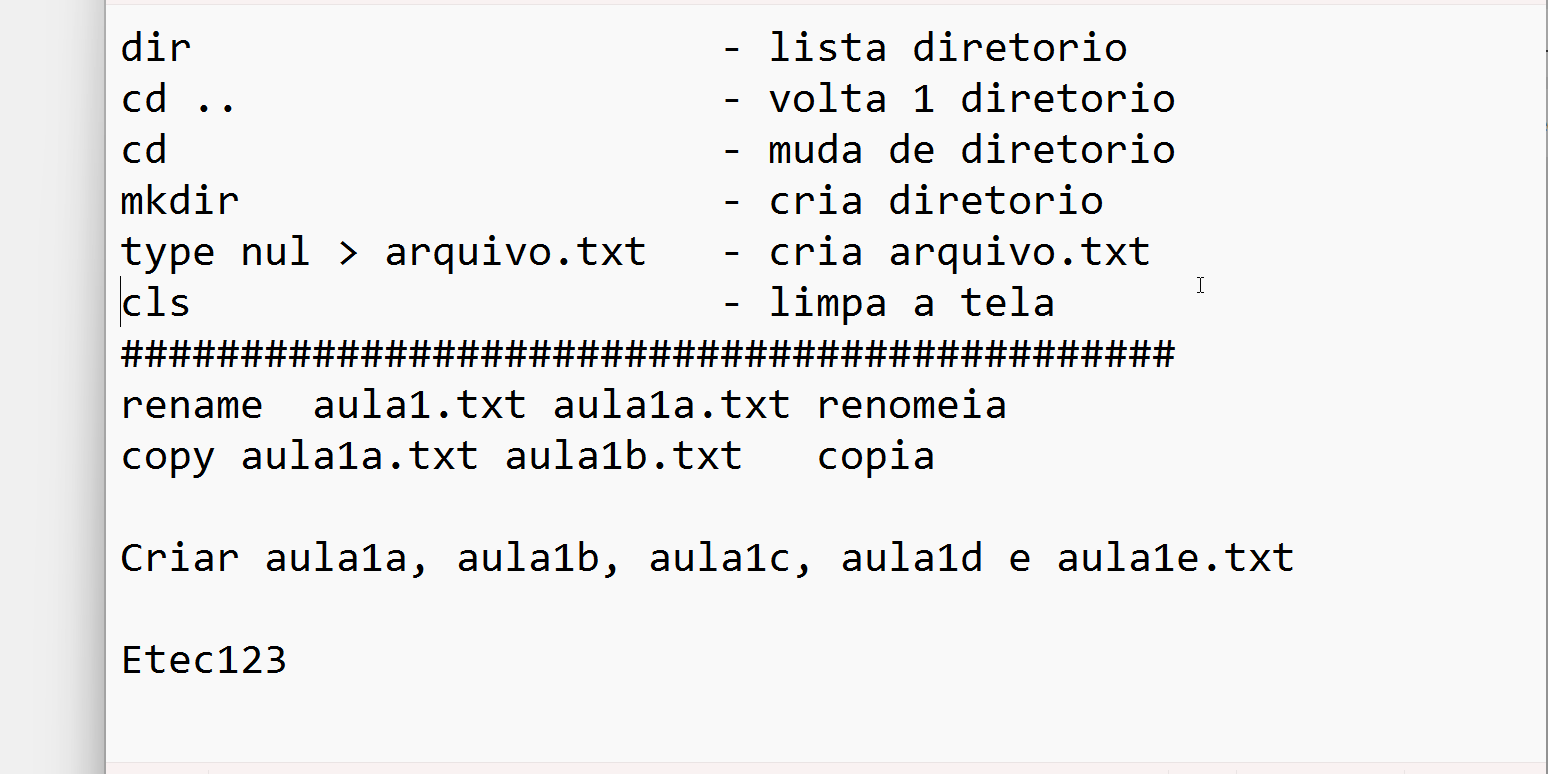 dir - lista diretorio
cd .. - volta 1 diretorio
cd - muda de diretorio
mkdir - cria diretorio
type nul > arquivo.txt - cria arquivo.txt
cls - limpa a tela
############################################
rename aula1.txt aula1a.txt renomeia
copy aula1a.txt aula1b.txt copia
Criar aula1a, aula1b, aula1c, aula1d e aula1e.txt
Etec123